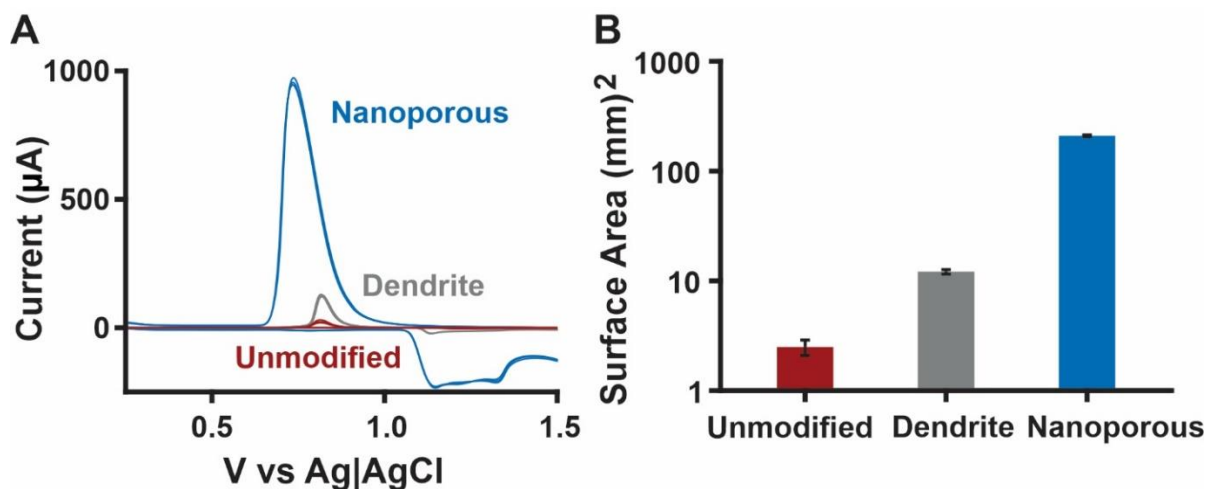 A
1000
500
0
Current (µA)
Nanoporous
Dendrite
Unmodified
0.5
1.0
1.5
V vs Ag|AgCl
B
1000
100
10
1
Surface Area (mm)²
Unmodified
Dendrite
Nanoporous